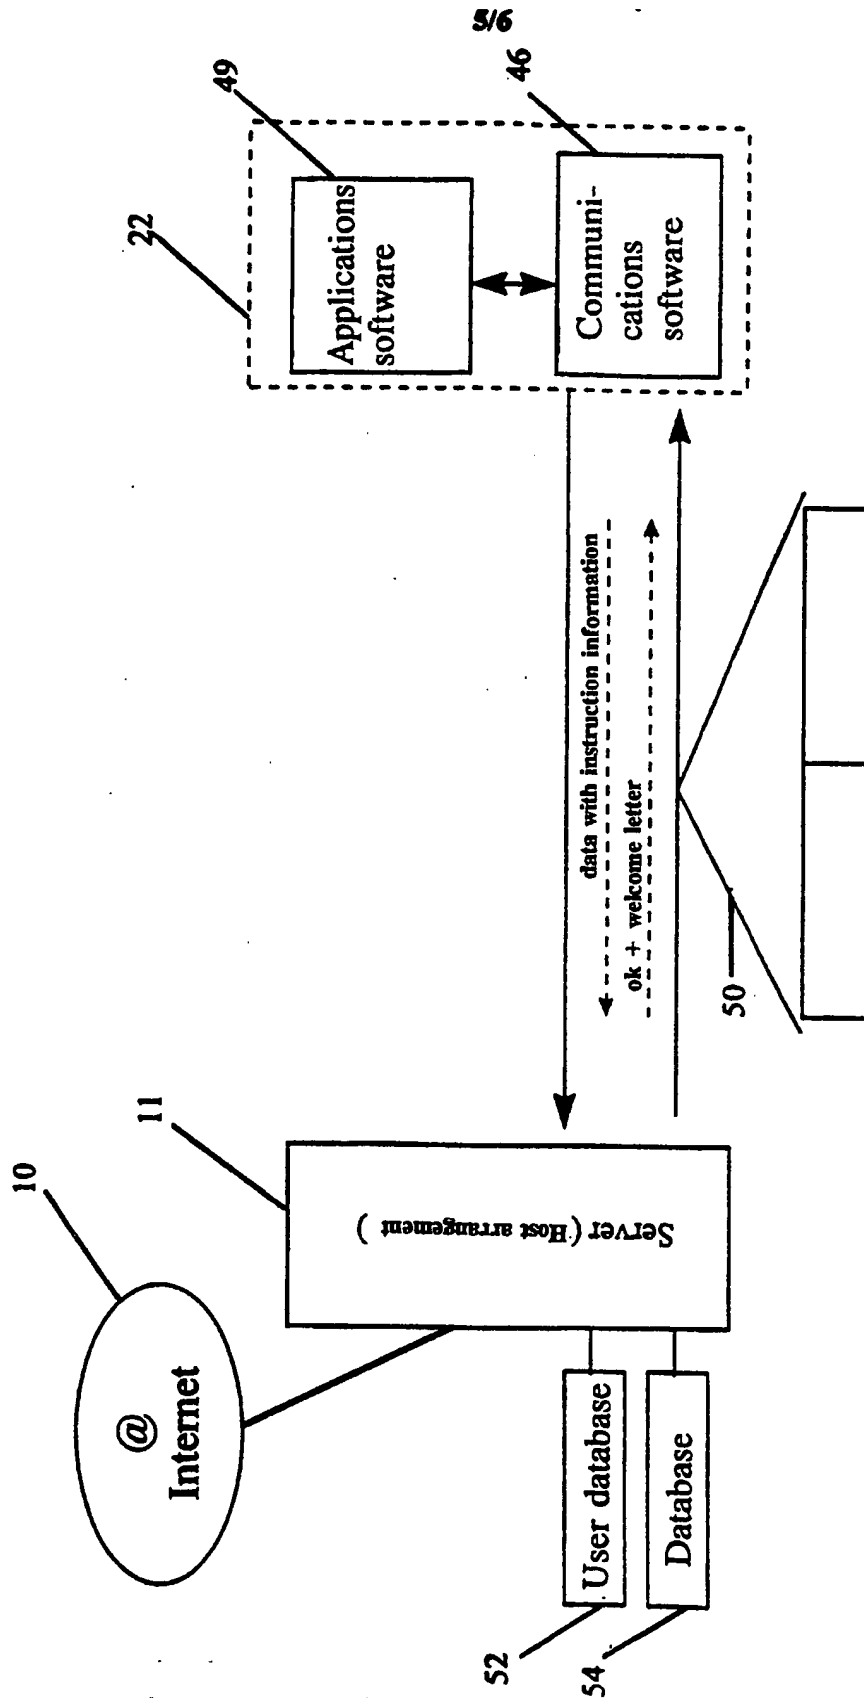 5/6
10
@
Internet
11
Server (Host arrangement )
52
User database
54
Database
data with instruction information
ok + welcome letter
50
22
49
Applications
software
46
Communi-
cations
software